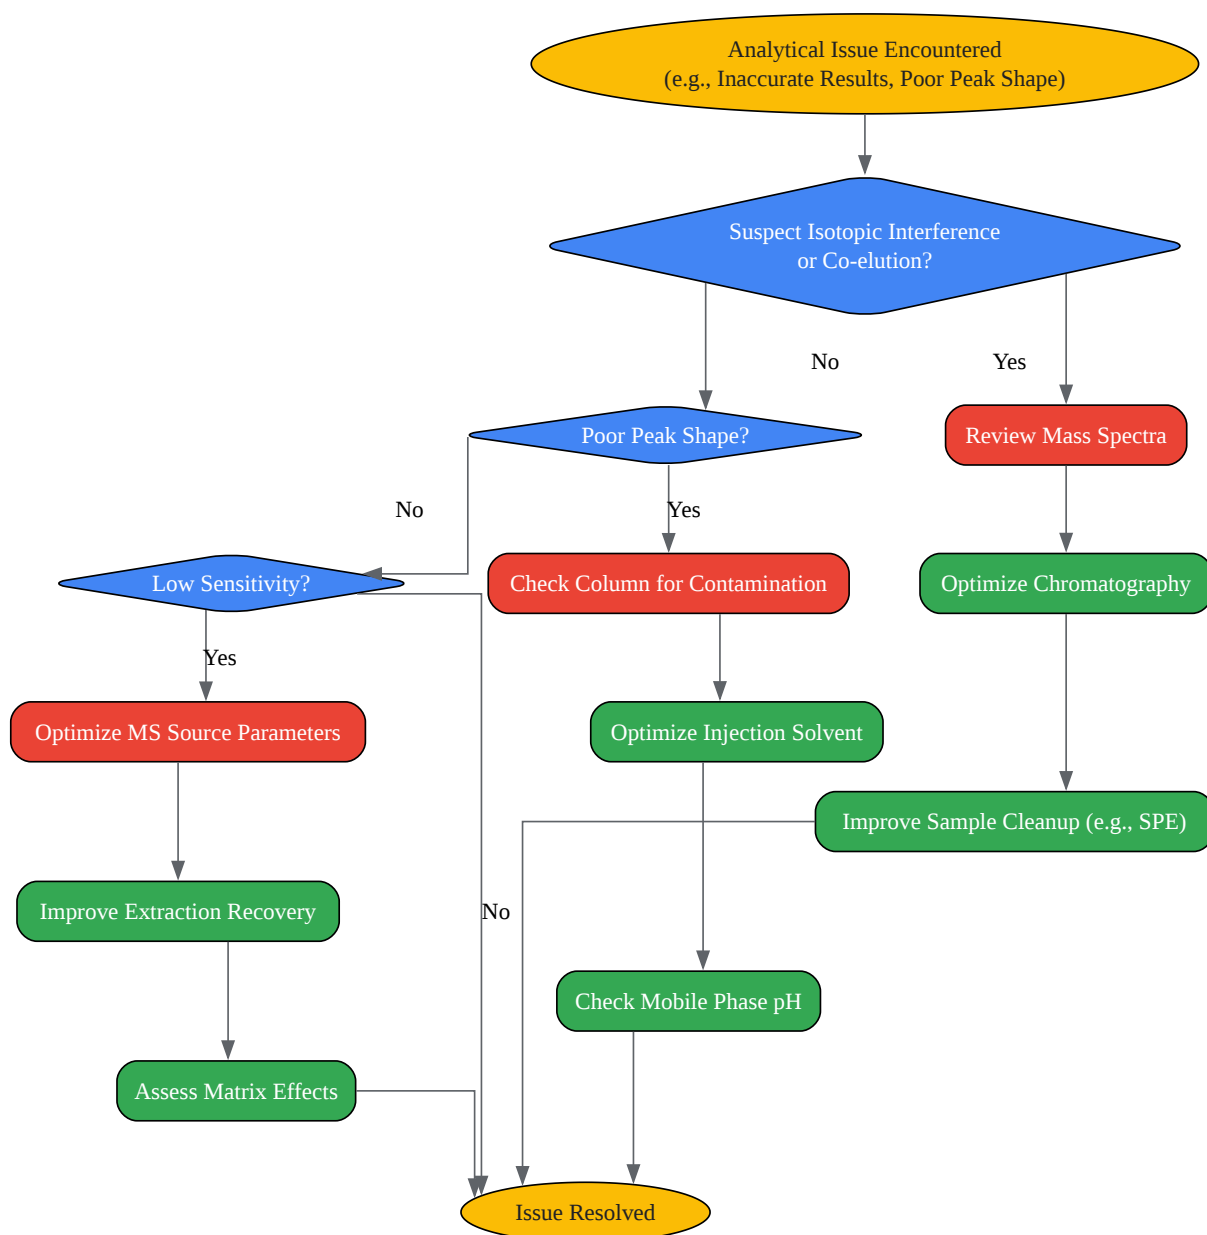 Analytical Issue Encountered
(e.g., Inaccurate Results, Poor Peak Shape)
Suspect Isotopic Interference
or Co-elution?
No
Yes
Poor Peak Shape?
Review Mass Spectra
No
Yes
Low Sensitivity?
Check Column for Contamination
Optimize Chromatography
Yes
Optimize MS Source Parameters
Optimize Injection Solvent
Improve Sample Cleanup (e.g., SPE)
Improve Extraction Recovery
No
Check Mobile Phase pH
Assess Matrix Effects
Issue Resolved